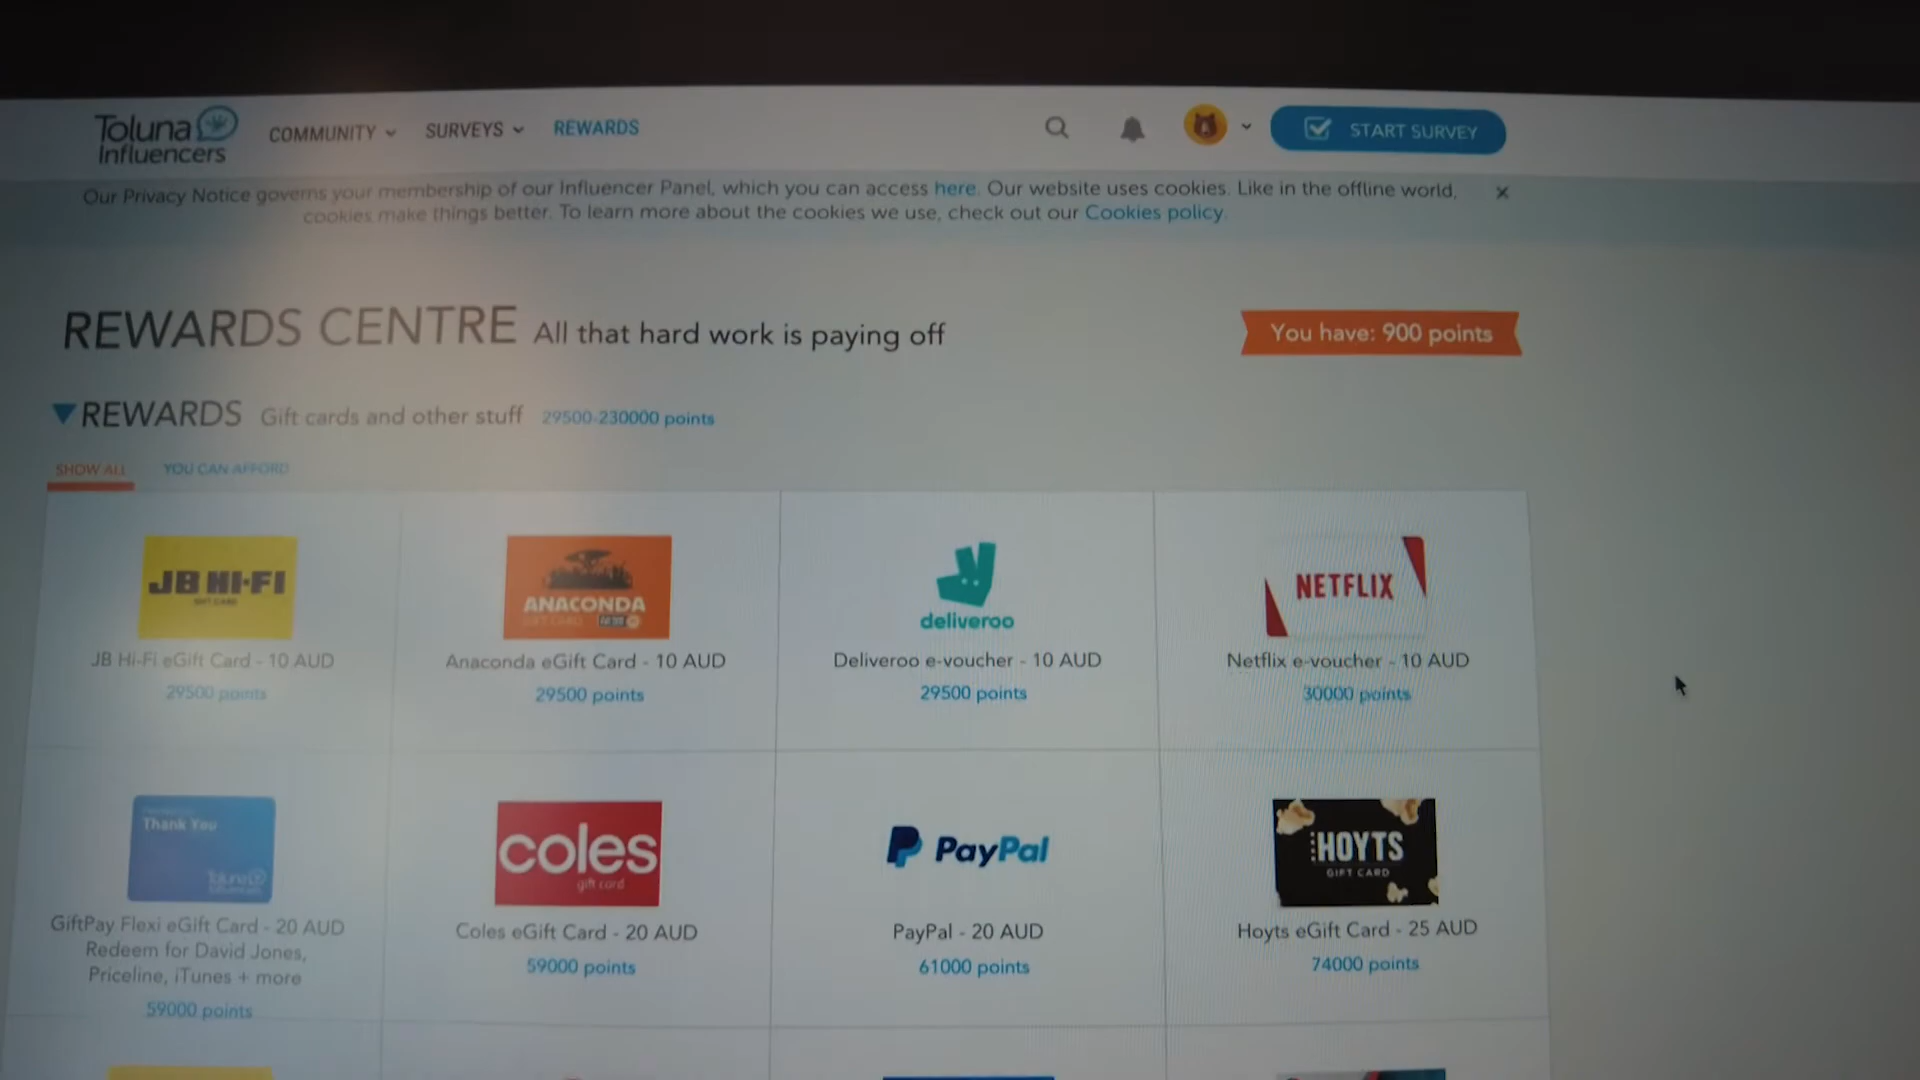 Toluna
Influencers
COMMUNITY
SURVEYS
REWARDS
START SURVEY
Our Privacy Notice governs your membership of our Influencer Panel, which you can access here. Our website uses cookies. Like in the offline world,
cookies make things better. To learn more about the cookies we use, check out our Cookies policy.
REWARDS CENTRE All that hard work is paying off
You have: 900 points
REWARDS Gift cards and other stuff 29500-230000 points
SHOW ALL
YOU CAN AFFORD
JB HI-FI
GIFT CARD
ANACONDA
GIFT CARD
deliveroo
NETFLIX
JB Hi-Fi eGift Card - 10 AUD
29500 points
Anaconda eGift Card - 10 AUD
29500 points
Deliveroo e-voucher - 10 AUD
29500 points
Netflix e-voucher - 10 AUD
30000 points
Thank You
Toluna
Influencers
coles
gift card
PayPal
HOYTS
GIFT CARD
GiftPay Flexi eGift Card - 20 AUD
Redeem for David Jones,
Priceline, iTunes + more
59000 points
Coles eGift Card - 20 AUD
59000 points
PayPal - 20 AUD
61000 points
Hoyts eGift Card - 25 AUD
74000 points